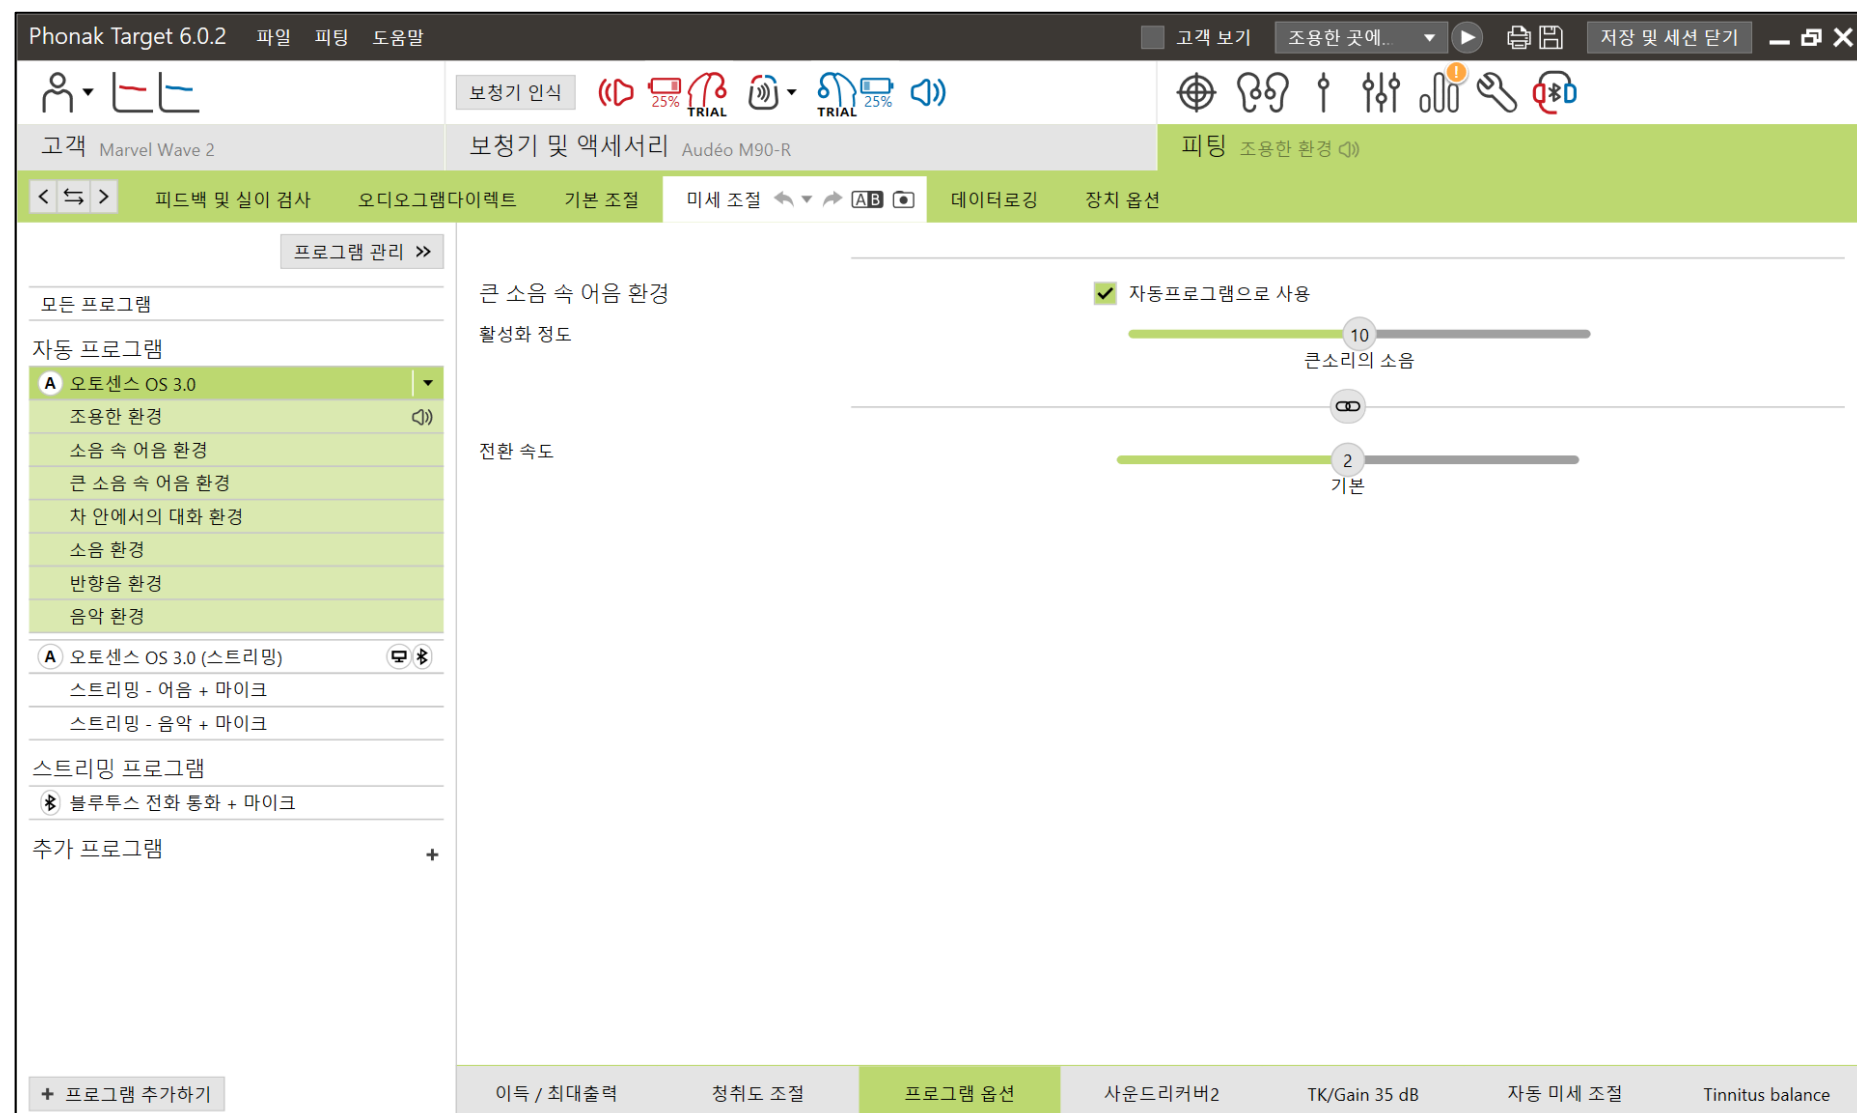 Phonak Target 6.0.2 파일 피팅 도움말 고객 보기 조용한 곳에... 저장 및 세션 닫기
보청기 인식 25% TRIAL TRIAL 25%
고객 Marvel Wave 2 보청기 및 액세서리 Audéo M90-R 피팅 조용한 환경
피드백 및 실이 검사 오디오그램다이렉트 기본 조절 미세 조절 AB 데이터로깅 장치 옵션
프로그램 관리 »
모든 프로그램
자동 프로그램
A 오토센스 OS 3.0
조용한 환경
소음 속 어음 환경
큰 소음 속 어음 환경
차 안에서의 대화 환경
소음 환경
반향음 환경
음악 환경
A 오토센스 OS 3.0 (스트리밍)
스트리밍 - 어음 + 마이크
스트리밍 - 음악 + 마이크
스트리밍 프로그램
블루투스 전화 통화 + 마이크
추가 프로그램 +
+ 프로그램 추가하기
큰 소음 속 어음 환경 자동프로그램으로 사용
활성화 정도 10
큰소리의 소음
전환 속도 2
기본
이득 / 최대출력 청취도 조절 프로그램 옵션 사운드리커버2 TK/Gain 35 dB 자동 미세 조절 Tinnitus balance